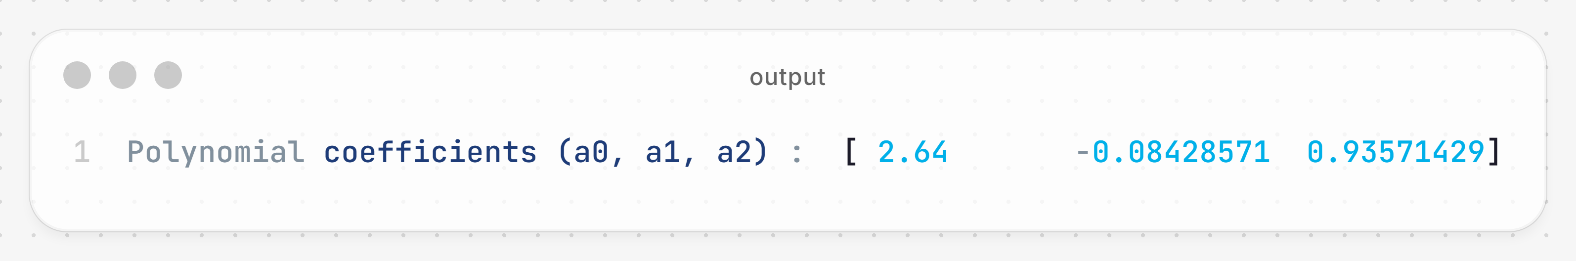 output
1 Polynomial coefficients (a0, a1, a2) : [ 2.64 -0.08428571 0.93571429]